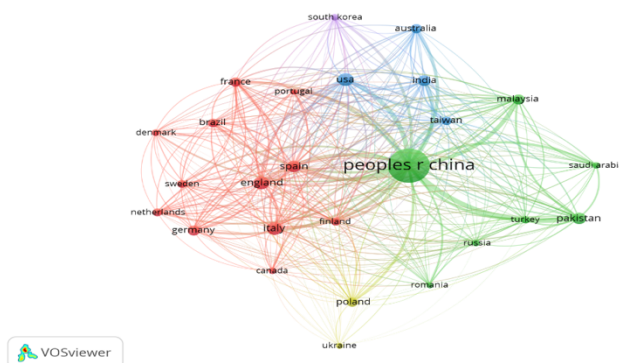 south korea
australia
france
usa
india
portugal
malaysia
brazil
taiwan
denmark
spain
peoples r china
saudi arabi
sweden
england
netherlands
germany
italy
finland
turkey
pakistan
russia
canada
romania
poland
ukraine
VOSviewer